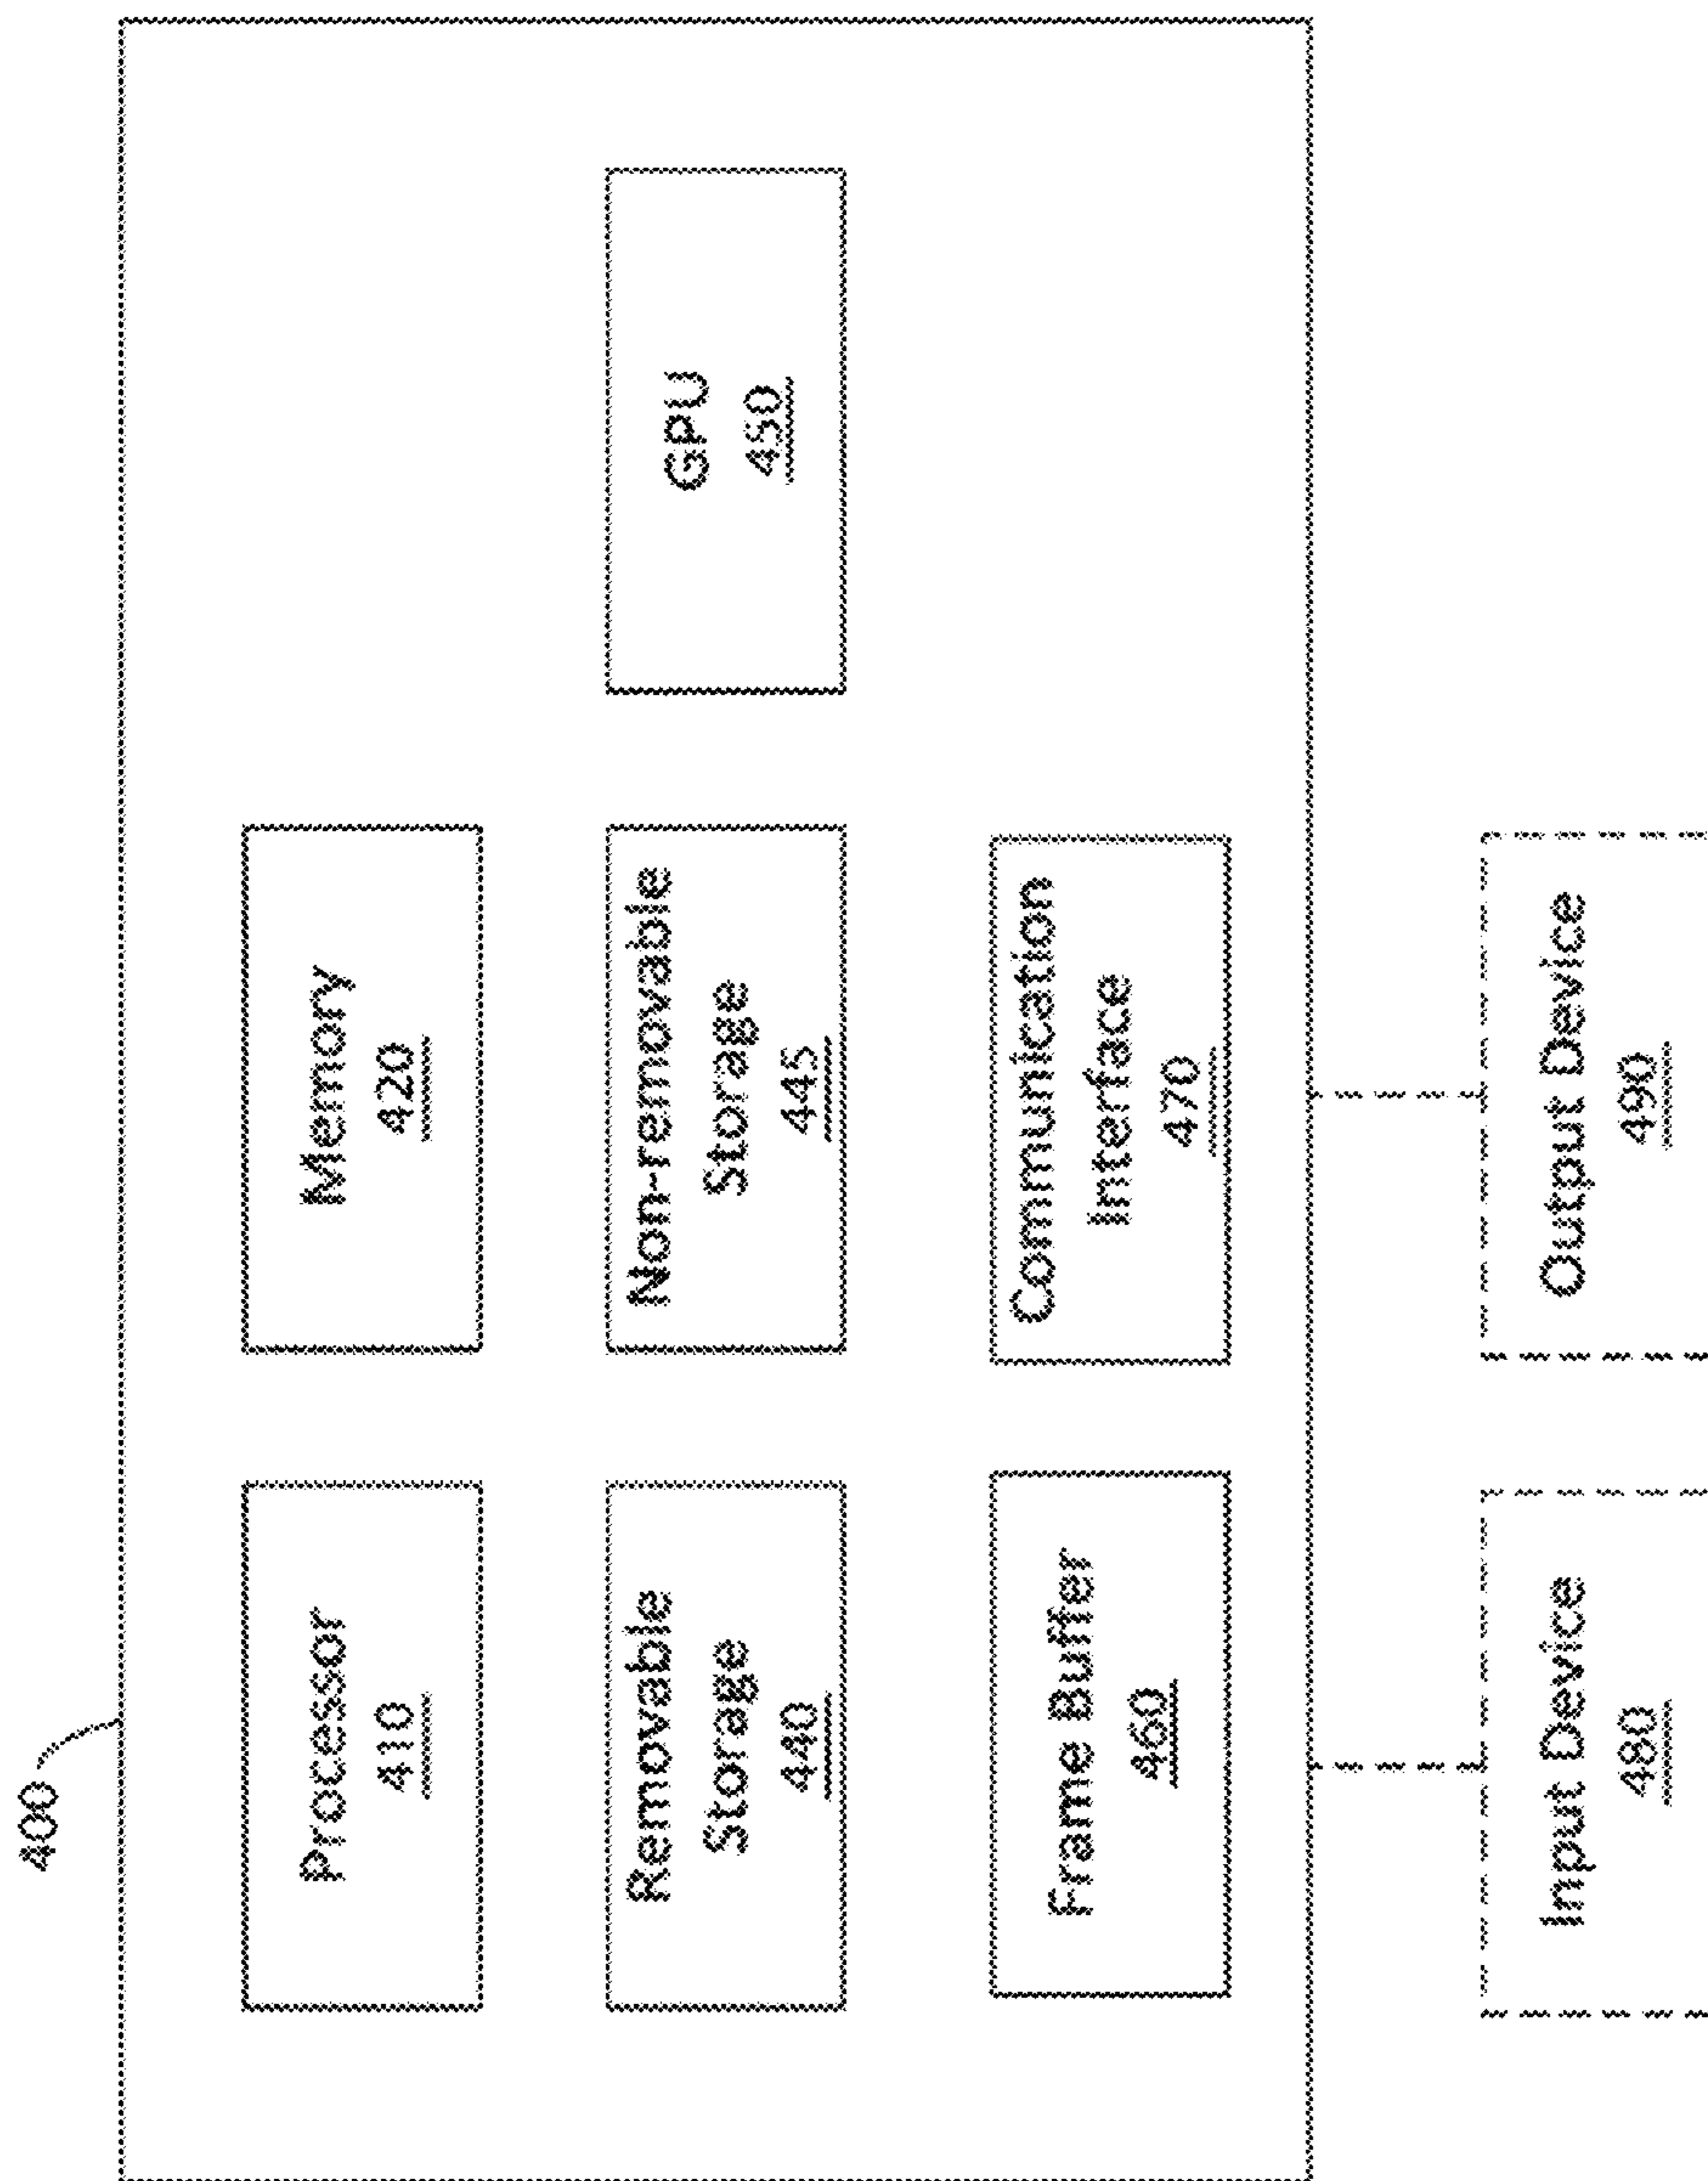 400
Processor
410
Memory
420
Removable
Storage
440
Non-removable
Storage
445
GPU
450
Frame Buffer
460
Communication
Interface
470
Input Device
480
Output Device
490